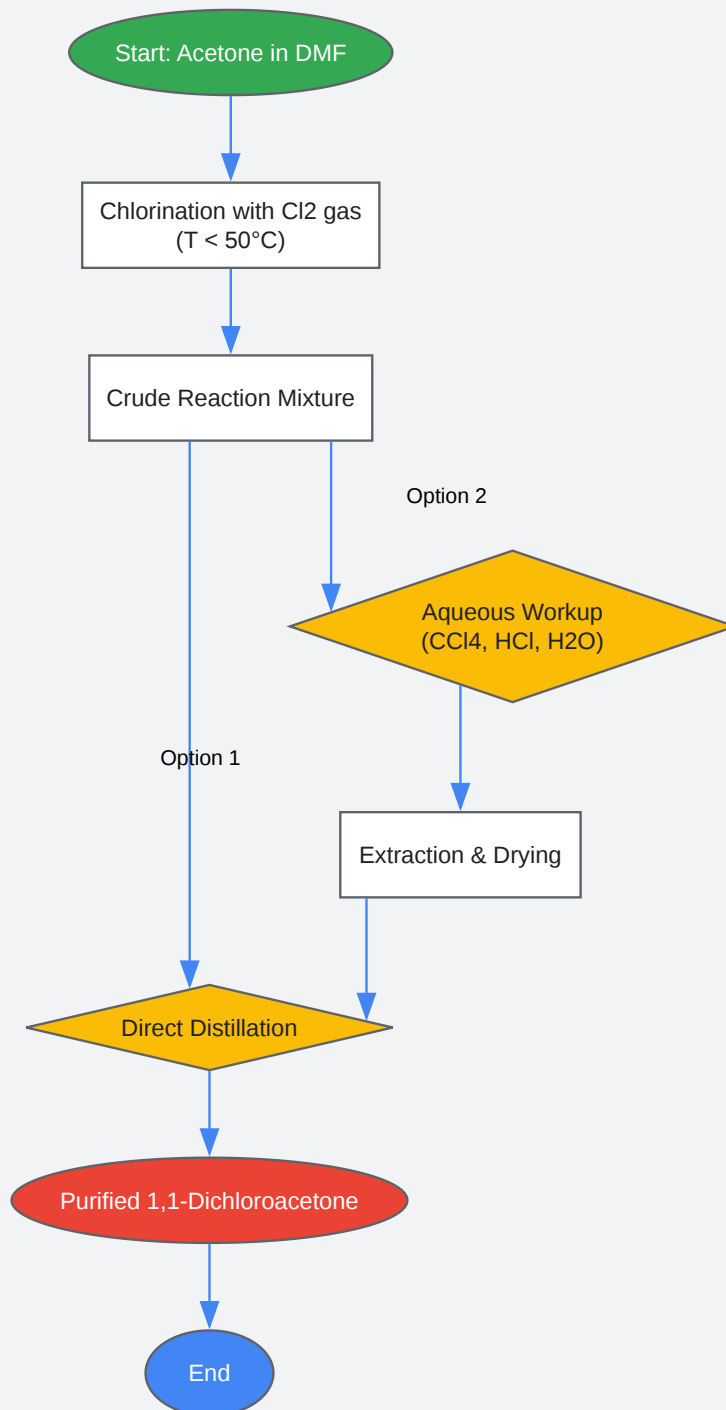 Start: Acetone in DMF
Chlorination with Cl2 gas
(T < 50°C)
Crude Reaction Mixture
Option 2
Aqueous Workup
(CCl4, HCl, H2O)
Option 1
Extraction & Drying
Direct Distillation
Purified 1,1-Dichloroacetone
End